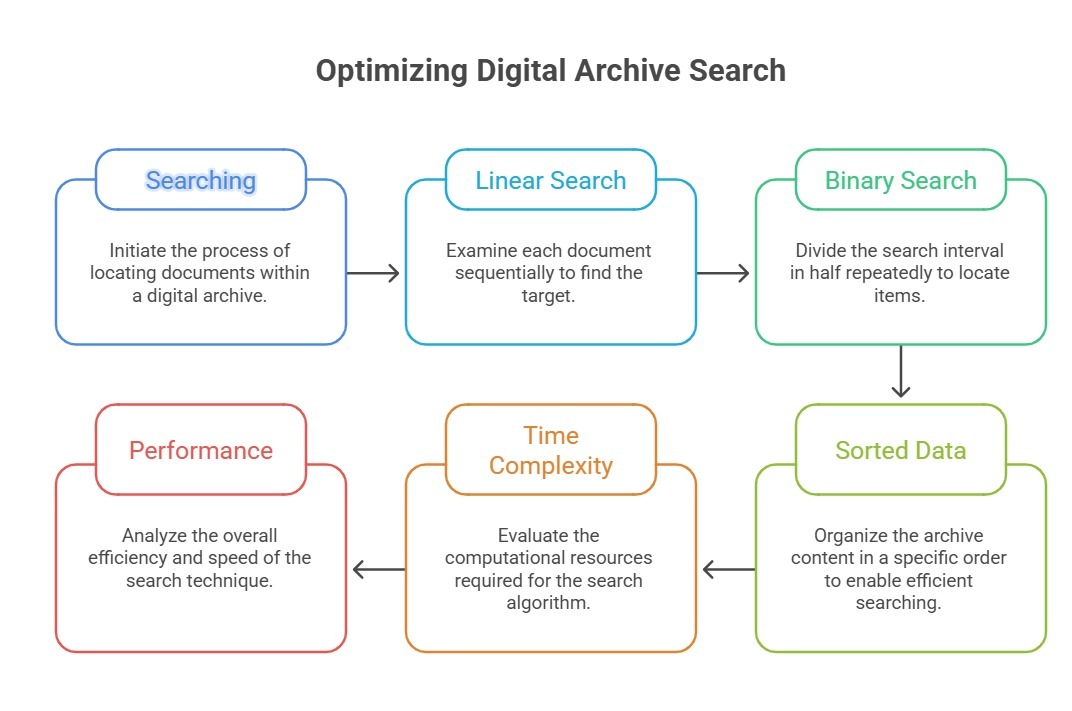 Optimizing Digital Archive Search
Searching
Initiate the process of
locating documents within
a digital archive.
Linear Search
Examine each document
sequentially to find the
target.
Binary Search
Divide the search interval
in half repeatedly to locate
items.
Sorted Data
Organize the archive
content in a specific order
to enable efficient
searching.
Time
Complexity
Evaluate the
computational resources
required for the search
algorithm.
Performance
Analyze the overall
efficiency and speed of the
search technique.